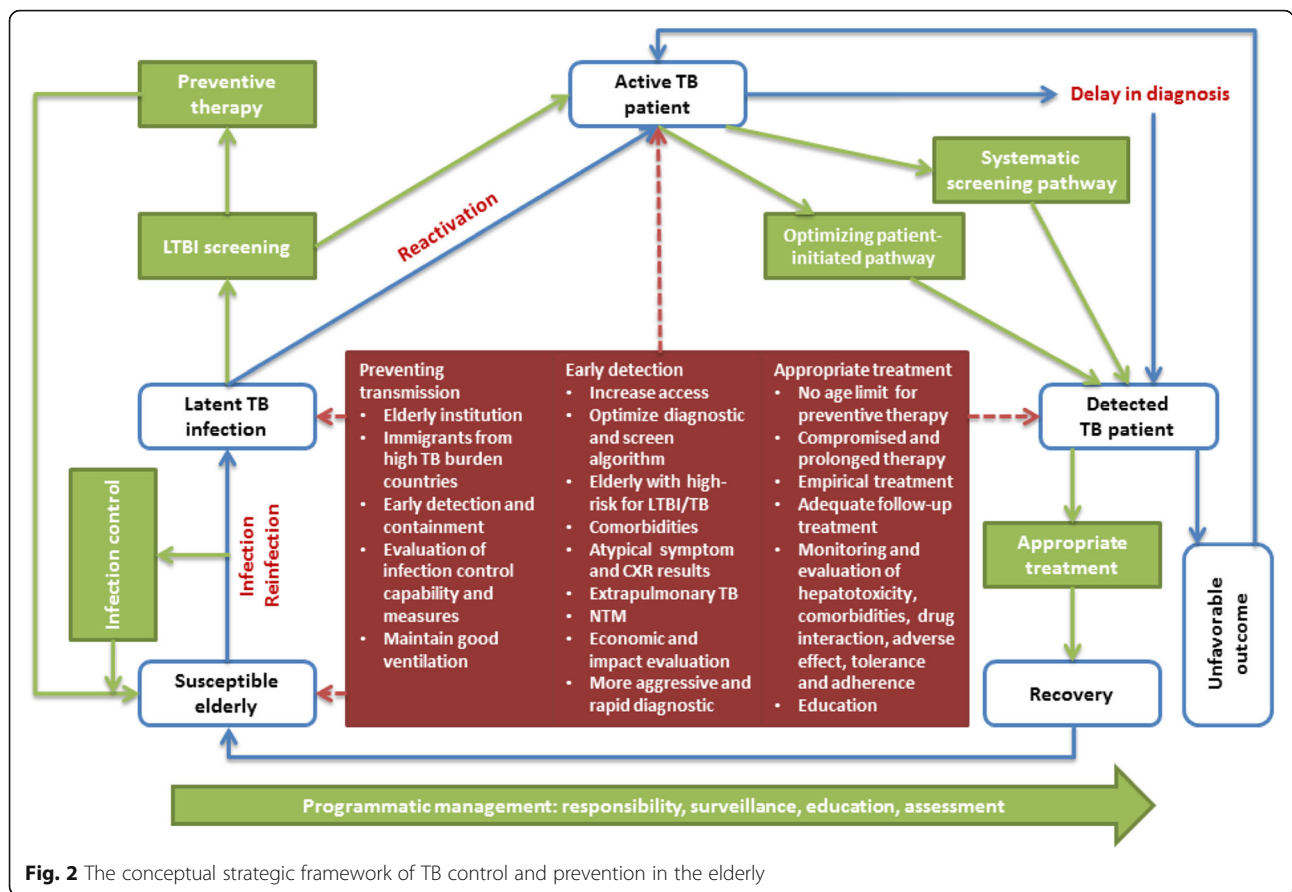 Preventive
therapy
Active TB
patient
Delay in diagnosis
Systematic
screening pathway
LTBI screening
Reactivation
Optimizing patient-
initiated pathway
Latent TB
infection
Infection control
Infection
Reinfection
Susceptible
elderly
Preventing
transmission
• Elderly institution
• Immigrants from
high TB burden
countries
• Early detection and
containment
• Evaluation of
infection control
capability and
measures
• Maintain good
ventilation
Early detection
• Increase access
• Optimize diagnostic
and screen
algorithm
• Elderly with high-
risk for LTBI/TB
• Comorbidities
• Atypical symptom
and CXR results
• Extrapulmonary TB
• NTM
• Economic and
impact evaluation
• More aggressive and
rapid diagnostic
Appropriate treatment
• No age limit for
preventive therapy
• Compromised and
prolonged therapy
• Empirical treatment
• Adequate follow-up
treatment
• Monitoring and
evaluation of
hepatotoxicity,
comorbidities, drug
interaction, adverse
effect, tolerance
and adherence
• Education
Detected
TB patient
Appropriate
treatment
Unfavorable
outcome
Recovery
Programmatic management: responsibility, surveillance, education, assessment
Fig. 2 The conceptual strategic framework of TB control and prevention in the elderly